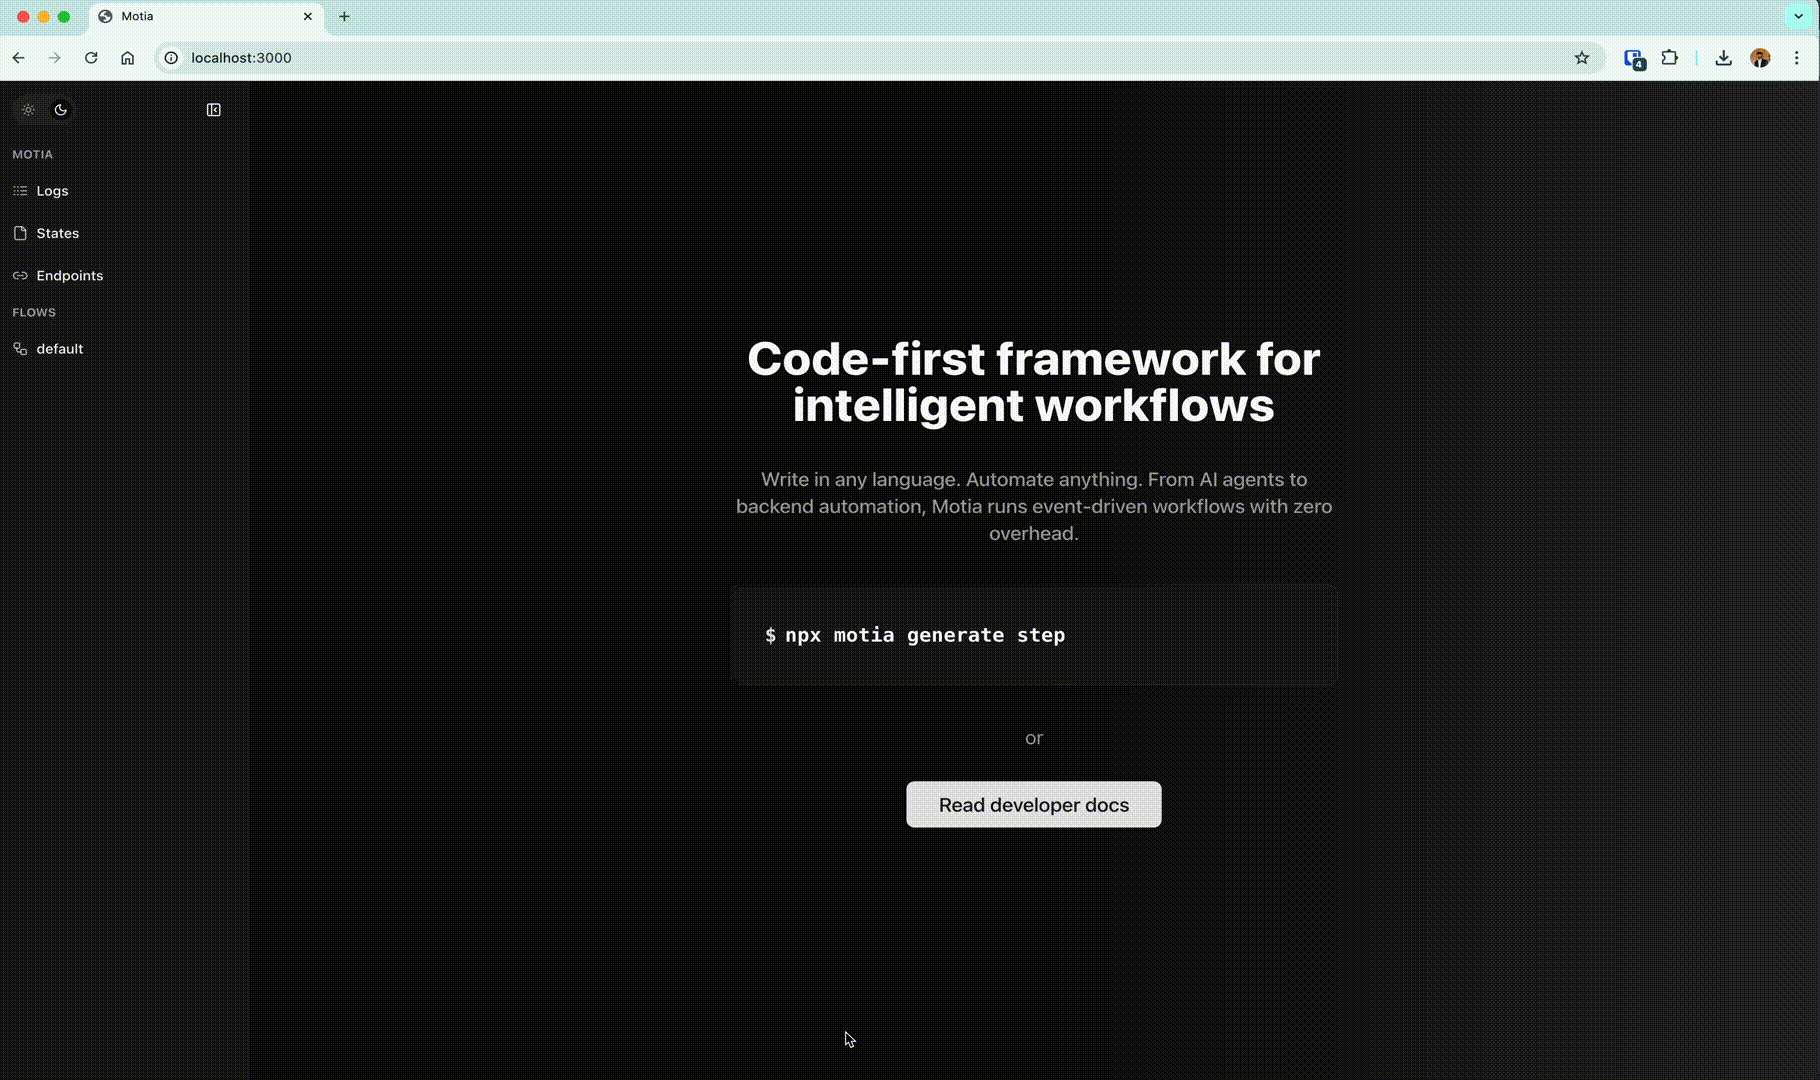 Motia
localhost:3000
4
MOTIA
Logs
States
Endpoints
FLOWS
default
Code-first framework for
intelligent workflows
Write in any language. Automate anything. From AI agents to
backend automation, Motia runs event-driven workflows with zero
overhead.
$ npx motia generate step
or
Read developer docs